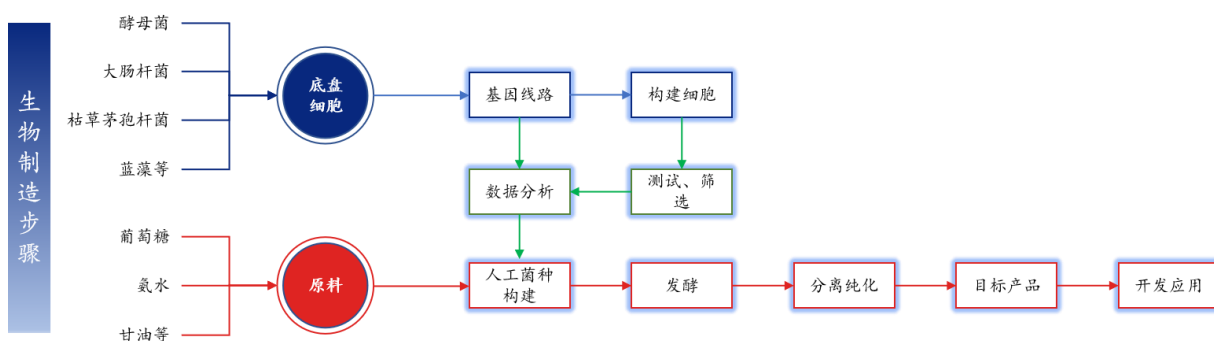 生物制造步骤
酵母菌
大肠杆菌
枯草茅孢杆菌
蓝藻等
底盘
细胞
基因线路
构建细胞
数据分析
测试、筛
选
葡萄糖
氨水
甘油等
原料
人工菌种
构建
发酵
分离纯化
目标产品
开发应用